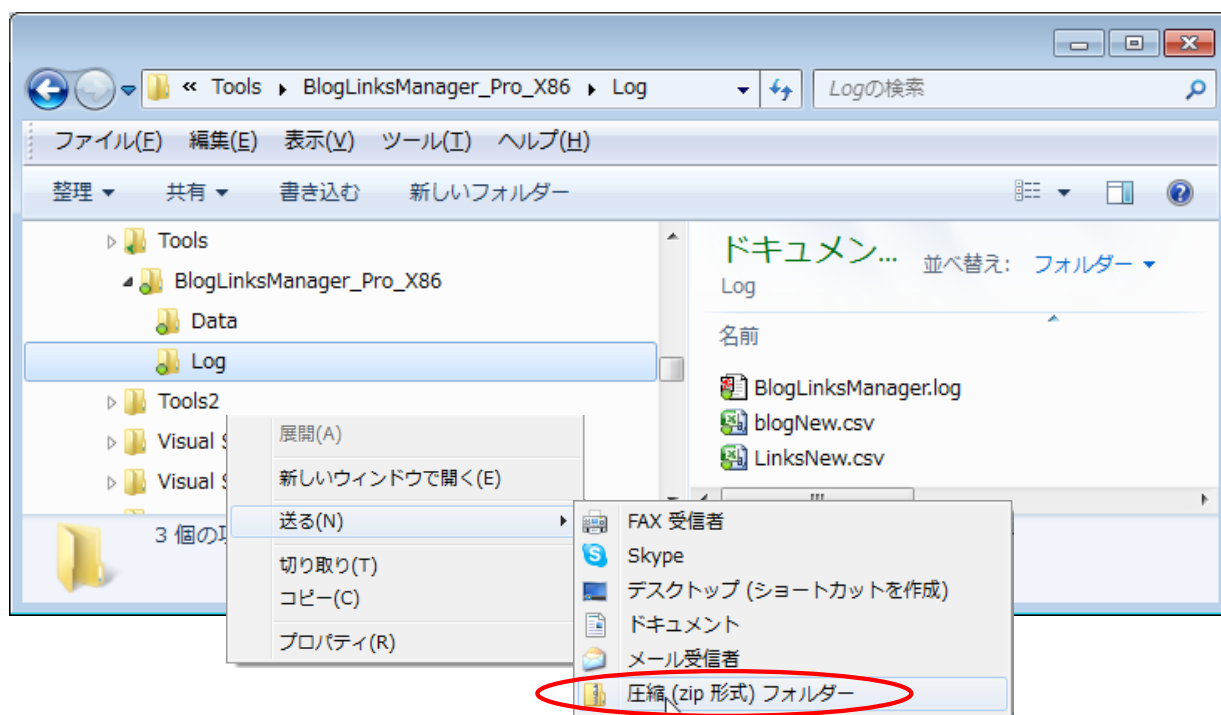 « Tools ▸ BlogLinksManager_Pro_X86 ▸ Log
Logの検索
ファイル(F) 編集(E) 表示(V) ツール(T) ヘルプ(H)
整理 ▼ 共有 ▼ 書き込む 新しいフォルダー
Tools
BlogLinksManager_Pro_X86
Data
Log
Tools2
Visual
Visual
3 個の
ドキュメン...
Log
並べ替え: フォルダー ▼
名前
BlogLinksManager.log
blogNew.csv
LinksNew.csv
展開(A)
新しいウィンドウで開く(E)
送る(N)
切り取り(T)
コピー(C)
プロパティ(R)
FAX 受信者
Skype
デスクトップ (ショートカットを作成)
ドキュメント
メール受信者
圧縮 (zip 形式) フォルダー